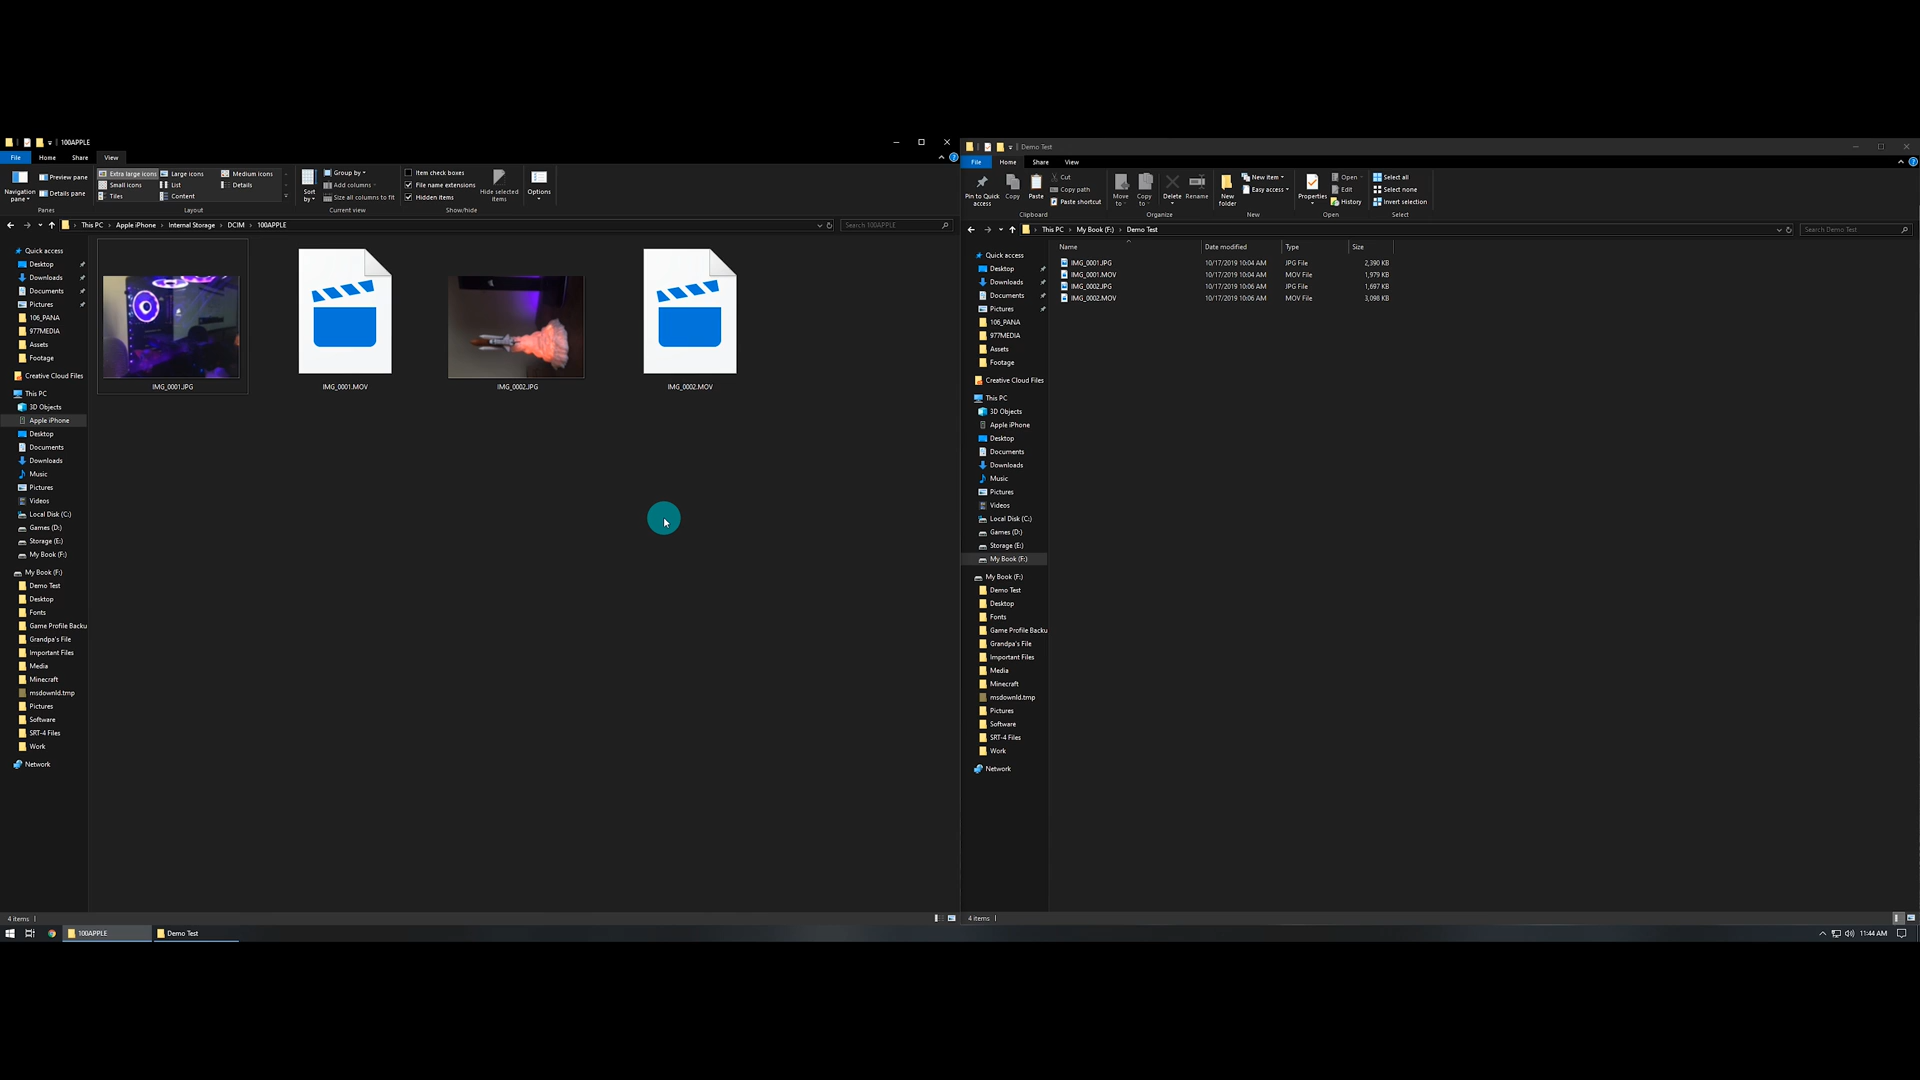 100APPLE
File Home Share View
Navigation pane
Preview pane
Details pane
Panes
Extra large icons Large icons Medium icons
Small icons List Details
Tiles Content
Layout
Sort by
Group by
Add columns
Size all columns to fit
Current view
Item check boxes
File name extensions
Hidden items
Hide selected items
Show/hide
Options
This PC › Apple iPhone › Internal Storage › DCIM › 100APPLE
Search 100APPLE
Quick access
Desktop
Downloads
Documents
Pictures
106_PANA
977MEDIA
Assets
Footage
Creative Cloud Files
This PC
3D Objects
Apple iPhone
Desktop
Documents
Downloads
Music
Pictures
Videos
Local Disk (C:)
Games (D:)
Storage (E:)
My Book (F:)
My Book (F:)
Demo Test
Desktop
Fonts
Game Profile Backu
Grandpa's File
Important Files
Media
Minecraft
msdownld.tmp
Pictures
Software
SRT-4 Files
Work
Network
IMG_0001.JPG
IMG_0001.MOV
IMG_0002.JPG
IMG_0002.MOV
4 items
Demo Test
File Home Share View
Pin to Quick access
Copy
Paste
Cut
Copy path
Paste shortcut
Clipboard
Move to
Copy to
Delete
Rename
Organize
New folder
New item
Easy access
New
Properties
Open
Edit
History
Open
Select all
Select none
Invert selection
Select
This PC › My Book (F:) › Demo Test
Search Demo Test
Quick access
Desktop
Downloads
Documents
Pictures
106_PANA
977MEDIA
Assets
Footage
Creative Cloud Files
This PC
3D Objects
Apple iPhone
Desktop
Documents
Downloads
Music
Pictures
Videos
Local Disk (C:)
Games (D:)
Storage (E:)
My Book (F:)
My Book (F:)
Demo Test
Desktop
Fonts
Game Profile Backu
Grandpa's File
Important Files
Media
Minecraft
msdownld.tmp
Pictures
Software
SRT-4 Files
Work
Network
Name Date modified Type Size
IMG_0001.JPG 10/17/2019 10:04 AM JPG File 2,390 KB
IMG_0001.MOV 10/17/2019 10:04 AM MOV File 1,979 KB
IMG_0002.JPG 10/17/2019 10:06 AM JPG File 1,697 KB
IMG_0002.MOV 10/17/2019 10:06 AM MOV File 3,098 KB
4 items
100APPLE
Demo Test
11:44 AM